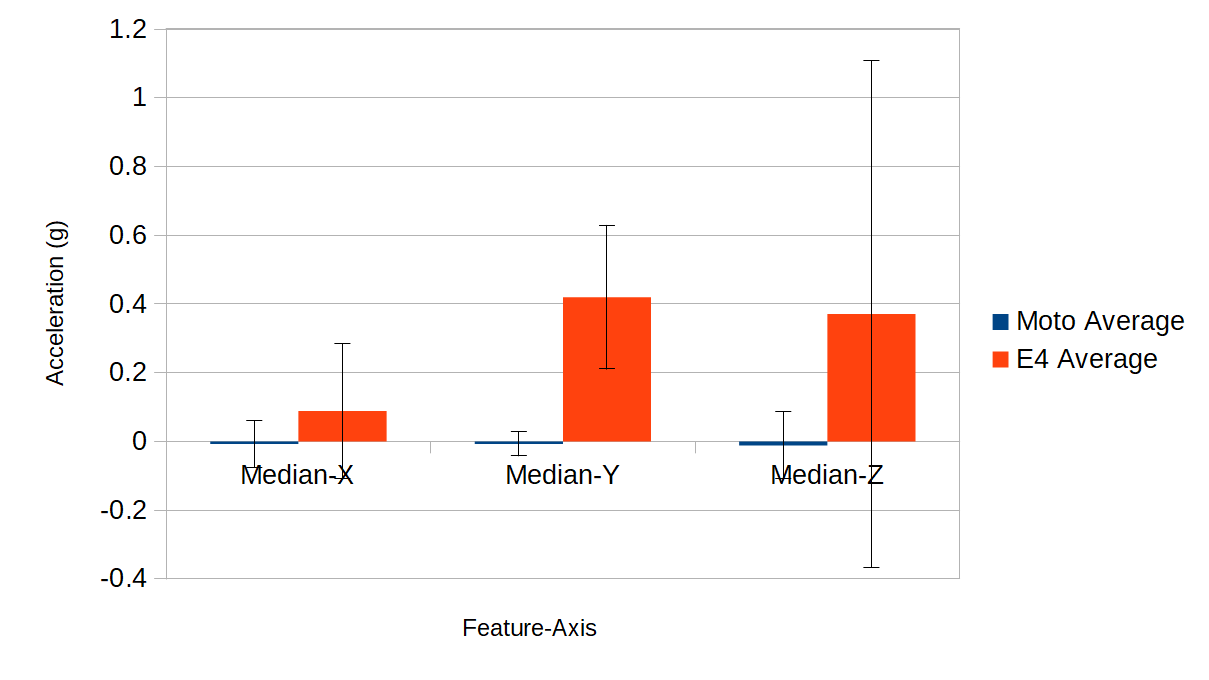 1.2
1
0.8
0.6
0.4
0.2
0
-0.2
-0.4
Acceleration (g)
Median-X
Median-Y
Median-Z
Feature-Axis
Moto Average
E4 Average